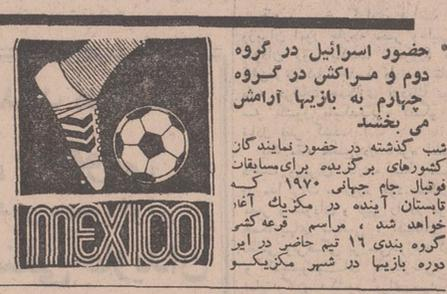 حضور اسرائیل در گروه
دوم و مراکش در گروه
چهارم به بازیها آرامش
می بخشد
شب گذشته در حضور نمایندگان
کشورهای برگزیده برای مسابقات
فوتبال جام جهانی ۱۹۷۰ که
تابستان آینده در مکزیك آغاز
خواهد شد ، مراسم قرعه‌کشی
گروه بندی ۱۶ تیم حاضر در این
دوره بازیها در شهر مکزیکو
MEXICO